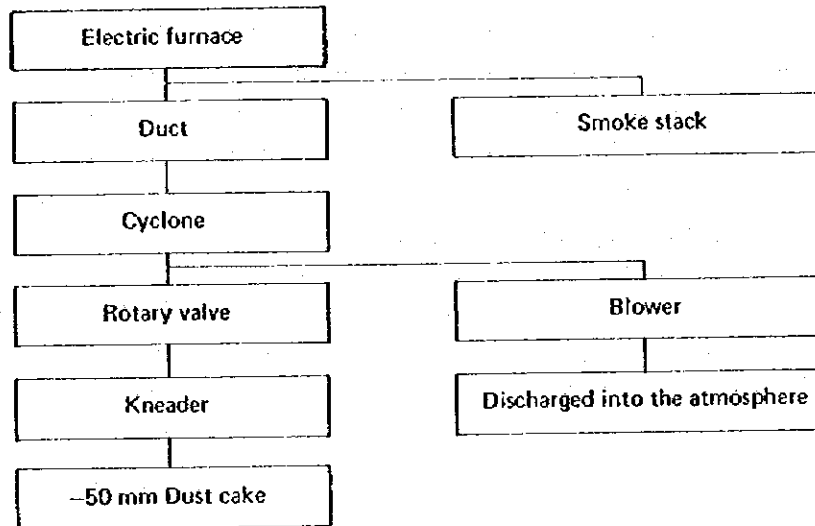 Electric furnace
Duct
Smoke stack
Cyclone
Rotary valve
Blower
Kneader
Discharged into the atmosphere
–50 mm Dust cake